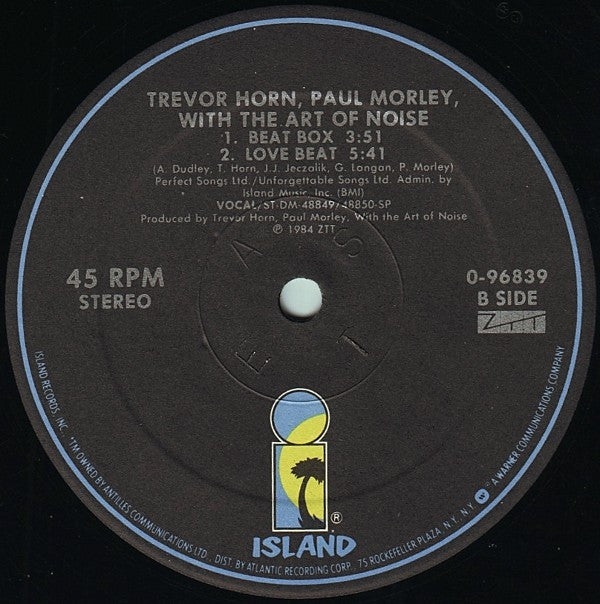 TREVOR HORN, PAUL MORLEY,
WITH THE ART OF NOISE
1. BEAT BOX 3:51
2. LOVE BEAT 5:41
(A. Dudley, T. Horn, J.J. Jeczalik, G. Langan, P. Morley)
Perfect Songs Ltd./Unforgettable Songs Ltd. Admin. by
Island Music, Inc. (BMI)
VOCAL/ST-DM-48849/48850-SP
Produced by Trevor Horn, Paul Morley, With the Art of Noise
℗ 1984 ZTT
45 RPM
STEREO
0-96839
B SIDE
ZTT
E A S T
i ®
ISLAND
ISLAND RECORDS, INC. *TM OWNED BY ANTILLES COMMUNICATIONS LTD., DIST. BY ATLANTIC RECORDING CORP., 75 ROCKEFELLER PLAZA, N.Y., N.Y. A WARNER COMMUNICATIONS COMPANY